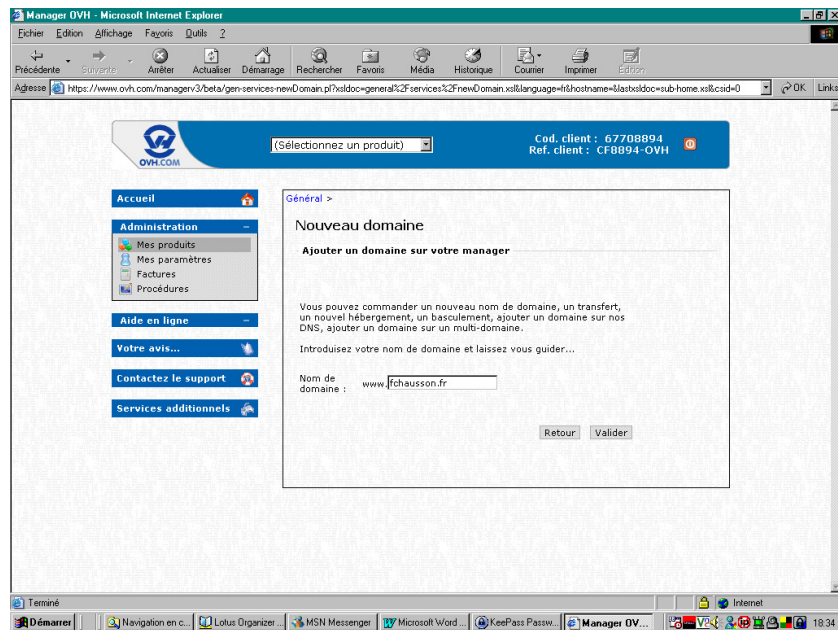 Manager OVH - Microsoft Internet Explorer
Fichier Edition Affichage Favoris Outils ?
Précédente Suivante Arrêter Actualiser Démarrage Rechercher Favoris Média Historique Courrier Imprimer Edition
Adresse https://www.ovh.com/managerv3/beta/gen-services-newDomain.pl?xsldoc=general%2Fservices%2FnewDomain.xsl&language=fr&hostname=&lastxsldoc=sub-home.xsl&csid=0 OK Links
OVH.COM
(Sélectionnez un produit)
Cod. client : 67708894
Ref. client : CF8894-OVH
Accueil
Administration
Mes produits
Mes paramètres
Factures
Procédures
Aide en ligne
Votre avis...
Contactez le support
Services additionnels
Général >
Nouveau domaine
Ajouter un domaine sur votre manager
Vous pouvez commander un nouveau nom de domaine, un transfert,
un nouvel hébergement, un basculement, ajouter un domaine sur nos
DNS, ajouter un domaine sur un multi-domaine.
Introduisez votre nom de domaine et laissez vous guider...
Nom de
domaine : www. fchausson.fr
Retour Valider
Terminé Internet
Démarrer Navigation en c... Lotus Organizer ... MSN Messenger Microsoft Word ... KeePass Passw... Manager OV... 18:34